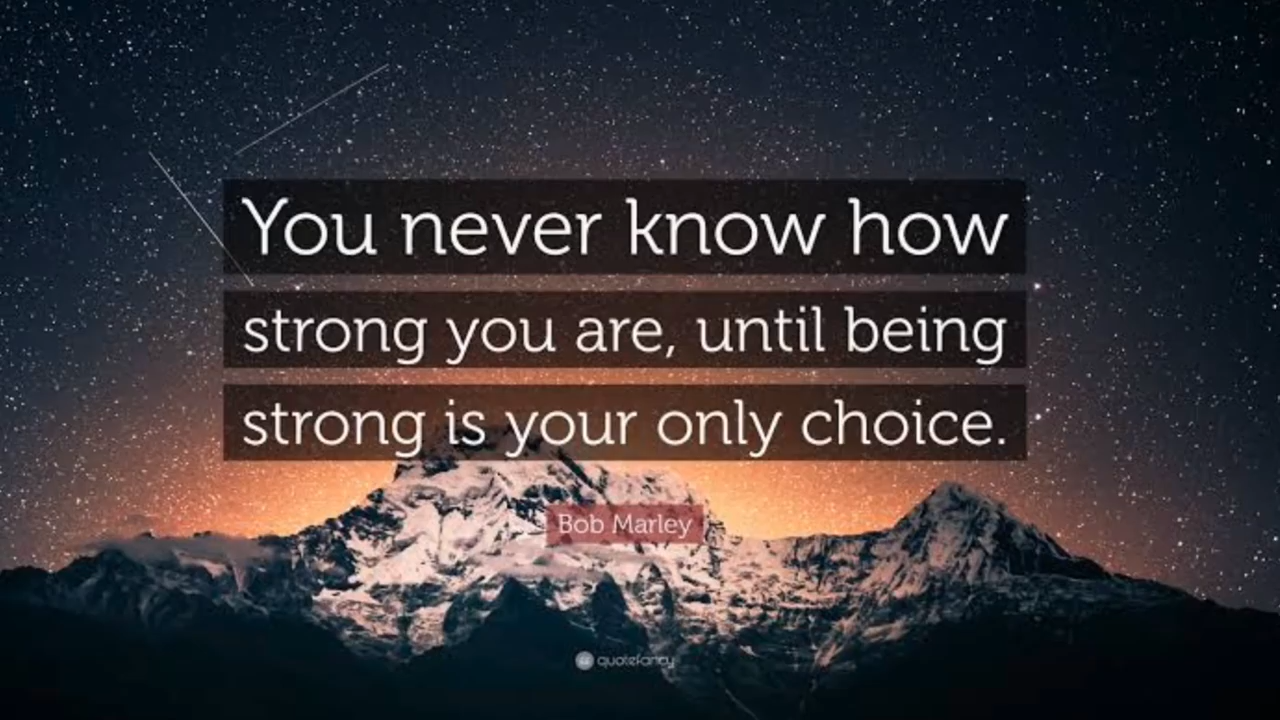 You never know how
strong you are, until being
strong is your only choice.
Bob Marley
quotefancy